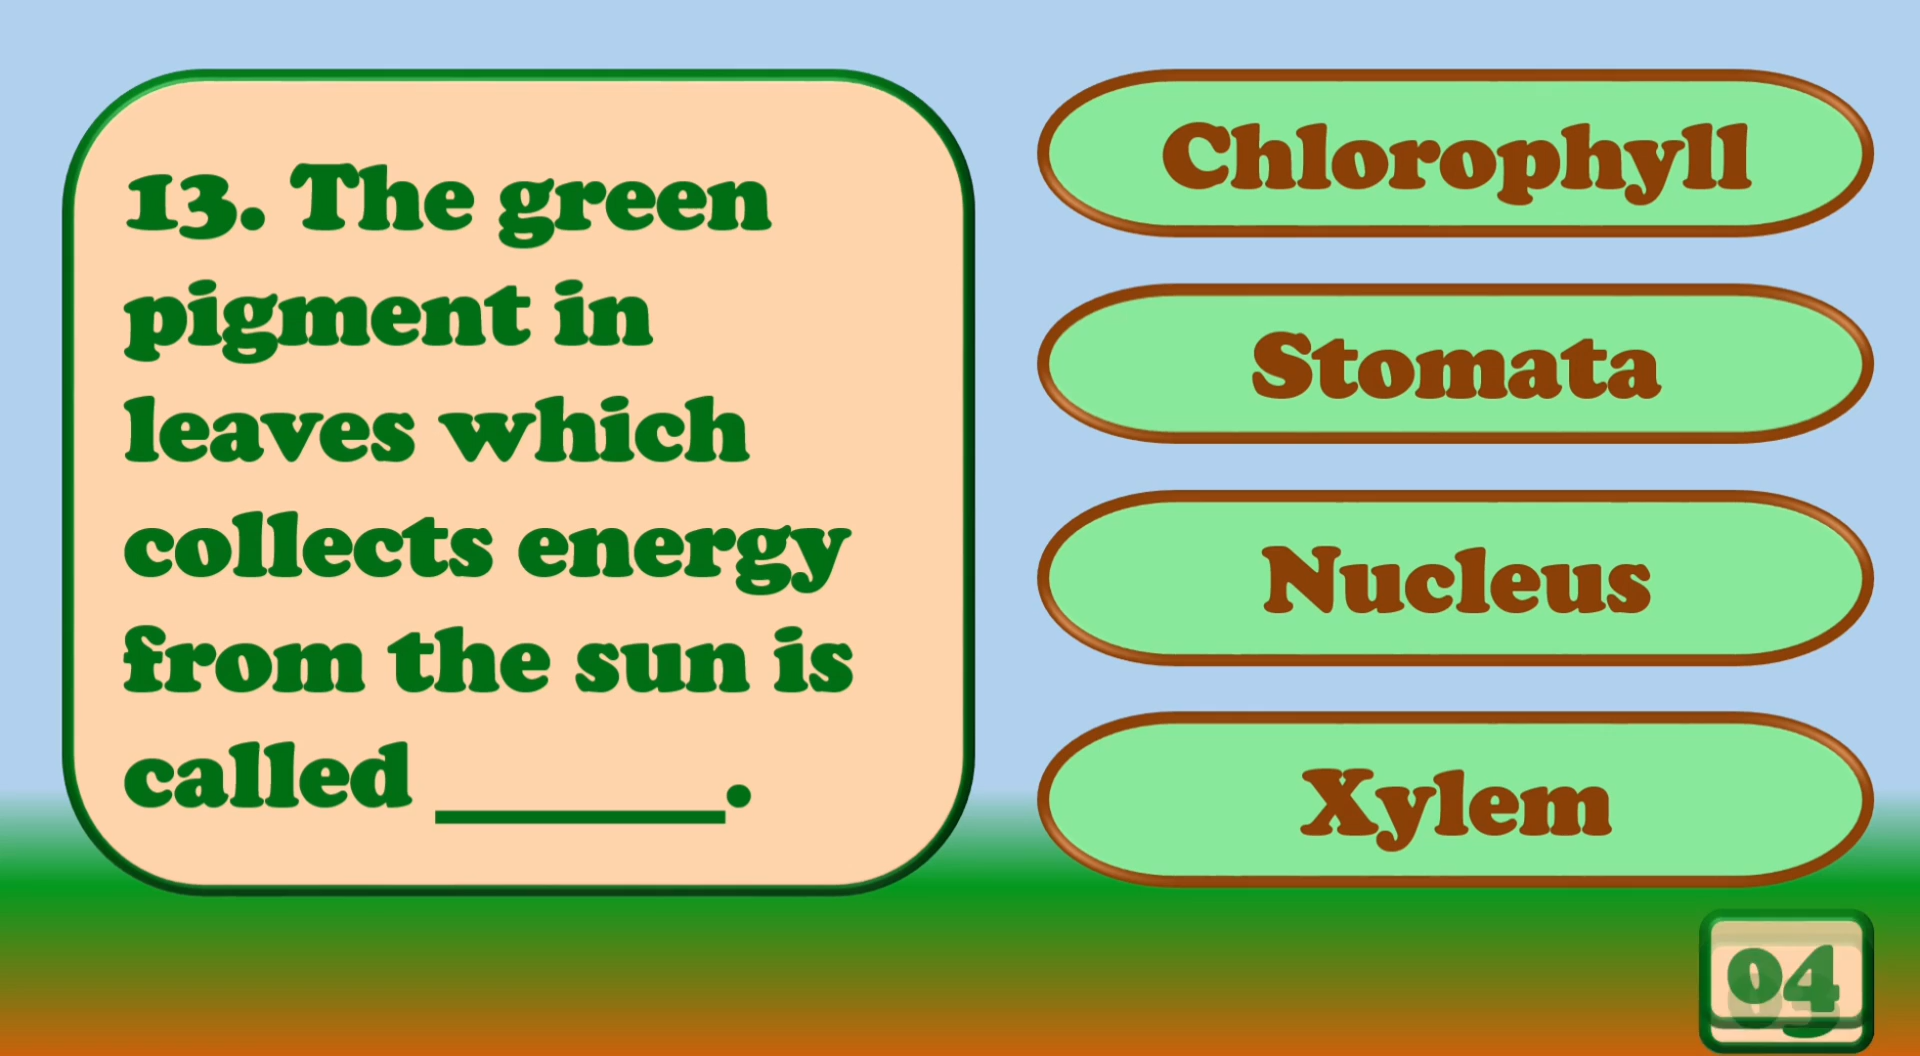 13. The green
pigment in
leaves which
collects energy
from the sun is
called ______.
Chlorophyll
Stomata
Nucleus
Xylem
04